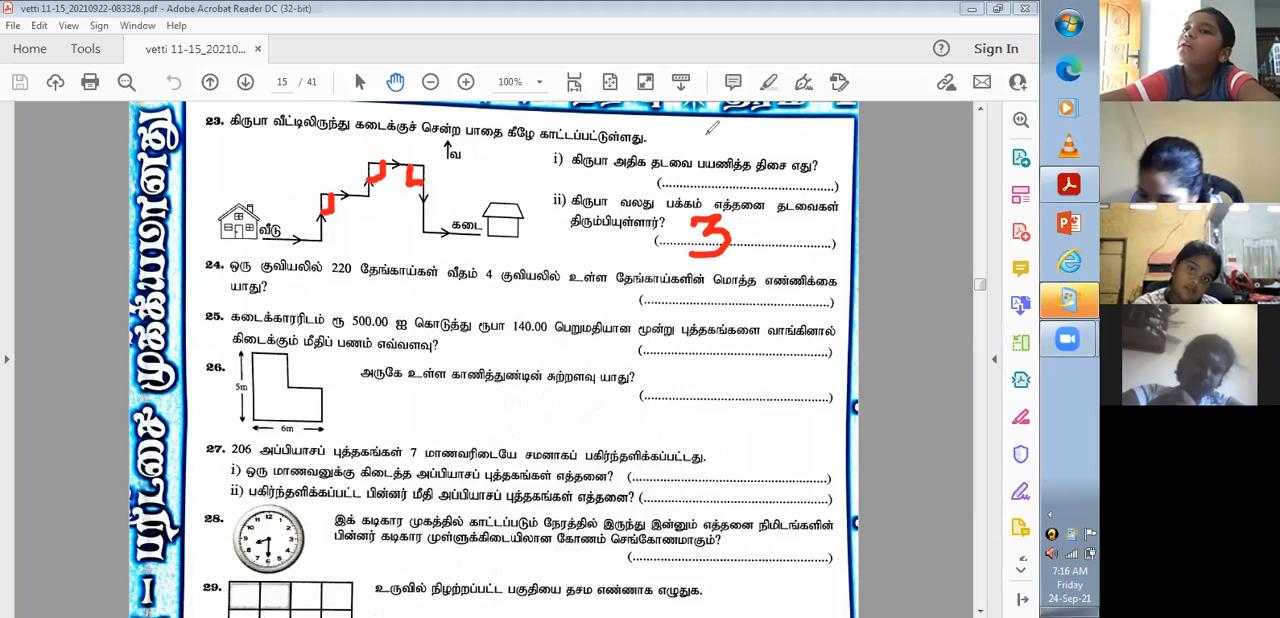 vetti 11-15_20210922-083328.pdf - Adobe Acrobat Reader DC (32-bit)
File Edit View Sign Window Help
Home Tools vetti 11-15_20210... × Sign In
15 / 41 100%
முக்கியமானது
23. கிருபா வீட்டிலிருந்து கடைக்குச் சென்ற பாதை கீழே காட்டப்பட்டுள்ளது.
வ
வீடு
கடை
i) கிருபா அதிக தடவை பயணித்த திசை எது?
(..............................................)
ii) கிருபா வலது பக்கம் எத்தனை தடவைகள்
திரும்பியுள்ளார்?
(..............................................)
3
24. ஒரு குவியலில் 220 தேங்காய்கள் வீதம் 4 குவியலில் உள்ள தேங்காய்களின் மொத்த எண்ணிக்கை
யாது? (..............................................)
25. கடைக்காரரிடம் ரூ 500.00 ஐ கொடுத்து ரூபா 140.00 பெறுமதியான மூன்று புத்தகங்களை வாங்கினால்
கிடைக்கும் மீதிப் பணம் எவ்வளவு? (..............................................)
26. அருகே உள்ள காணித்துண்டின் சுற்றளவு யாது?
5m
(..............................................)
6m
27. 206 அப்பியாசப் புத்தகங்கள் 7 மாணவரிடையே சமனாகப் பகிர்ந்தளிக்கப்பட்டது.
i) ஒரு மாணவனுக்கு கிடைத்த அப்பியாசப் புத்தகங்கள் எத்தனை? (..............................................)
ii) பகிர்ந்தளிக்கப்பட்ட பின்னர் மீதி அப்பியாசப் புத்தகங்கள் எத்தனை? (..............................................)
28. இக் கடிகார முகத்தில் காட்டப்படும் நேரத்தில் இருந்து இன்னும் எத்தனை நிமிடங்களின்
பின்னர் கடிகார முள்ளுக்கிடையிலான கோணம் செங்கோணமாகும்?
(..............................................)
29. உருவில் நிழற்றப்பட்ட பகுதியை தசம எண்ணாக எழுதுக.
7:16 AM
Friday
24-Sep-21